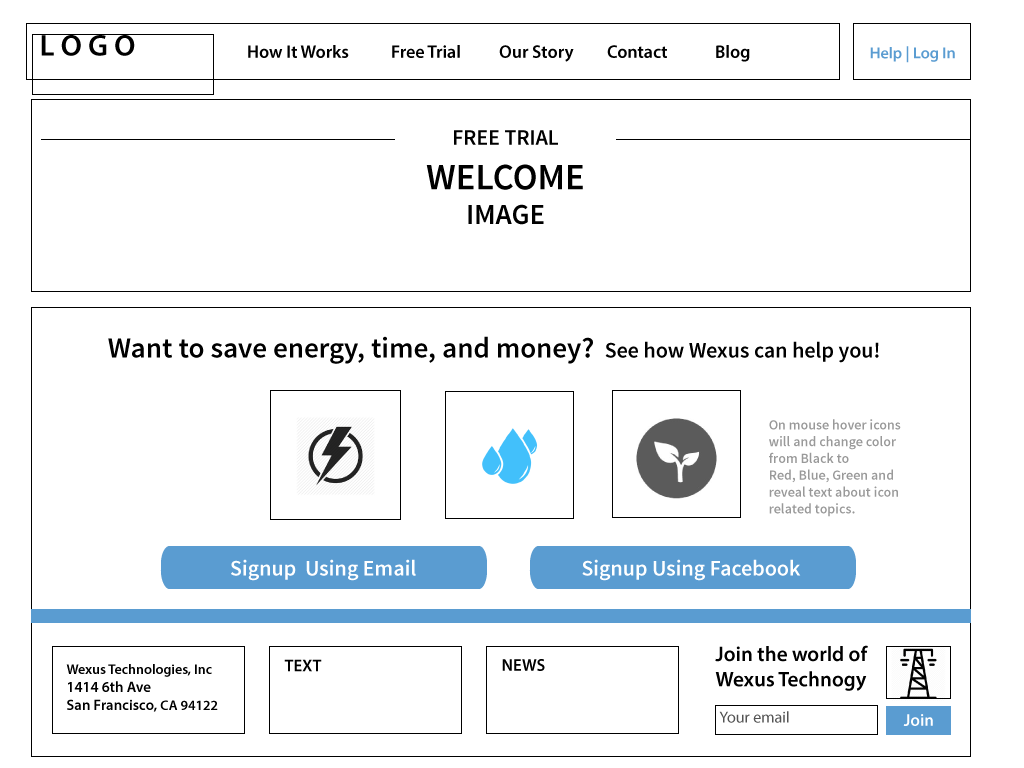 LOGO
How It Works
Free Trial
Our Story
Contact
Blog
Help | Log In
FREE TRIAL
WELCOME
IMAGE
Want to save energy, time, and money? See how Wexus can help you!
On mouse hover icons
will and change color
from Black to
Red, Blue, Green and
reveal text about icon
related topics.
Signup Using Email
Signup Using Facebook
Wexus Technologies, Inc
1414 6th Ave
San Francisco, CA 94122
TEXT
NEWS
Join the world of
Wexus Technogy
Your email
Join